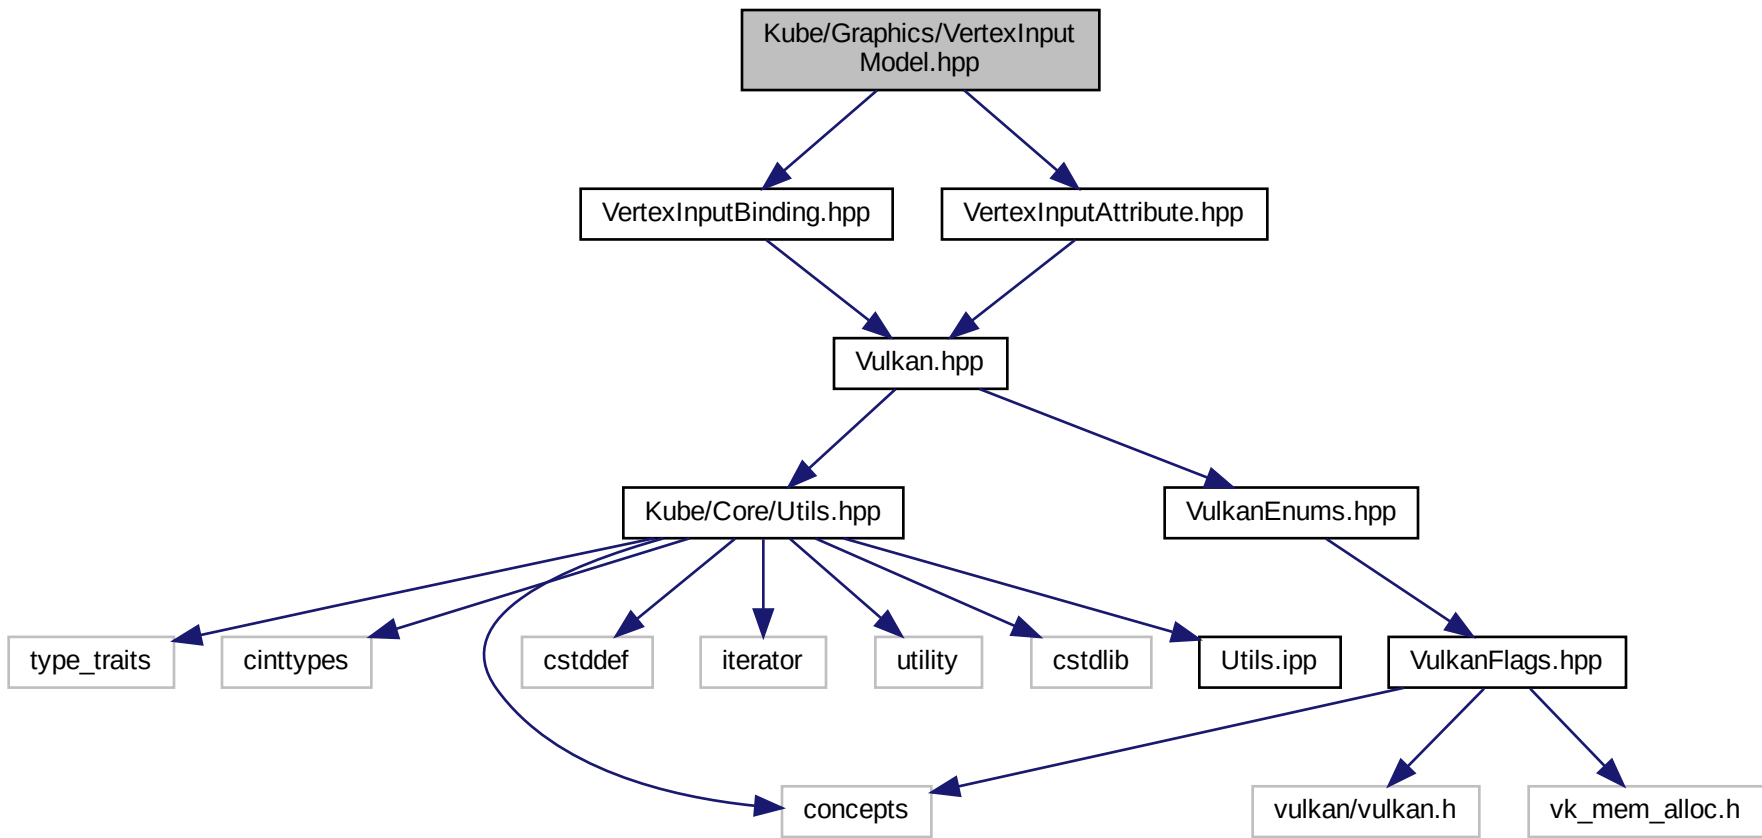 Kube/Graphics/VertexInput
Model.hpp
VertexInputBinding.hpp
VertexInputAttribute.hpp
Vulkan.hpp
Kube/Core/Utils.hpp
VulkanEnums.hpp
type_traits
cinttypes
cstddef
iterator
utility
cstdlib
Utils.ipp
VulkanFlags.hpp
concepts
vulkan/vulkan.h
vk_mem_alloc.h